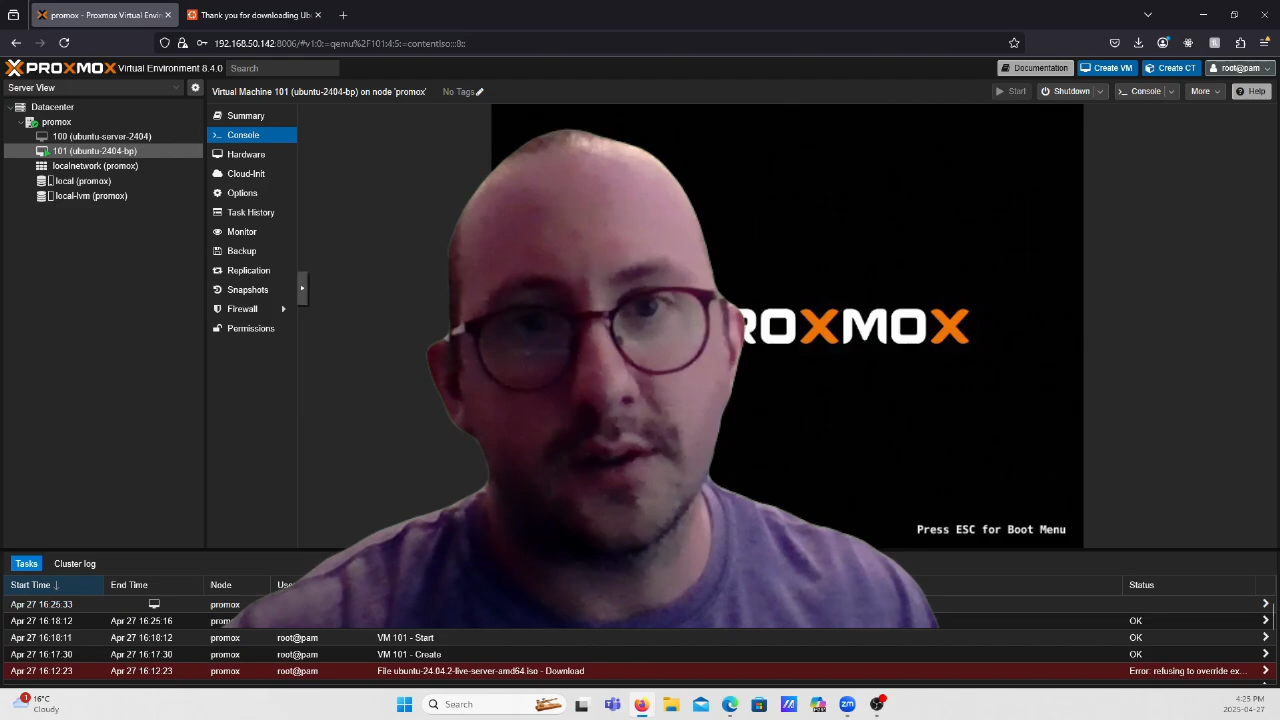 promox - Proxmox Virtual Envir
Thank you for downloading Ubu
192.168.50.142:8006/#v1:0:=qemu%2F101:4:5:=contentIso:::8::
PROXMOX Virtual Environment 8.4.0 Search
Documentation Create VM Create CT root@pam
Server View
Virtual Machine 101 (ubuntu-2404-bp) on node 'promox' No Tags
Start Shutdown Console More Help
Datacenter
promox
100 (ubuntu-server-2404)
101 (ubuntu-2404-bp)
localnetwork (promox)
local (promox)
local-lvm (promox)
Summary
Console
Hardware
Cloud-Init
Options
Task History
Monitor
Backup
Replication
Snapshots
Firewall
Permissions
ROXMOX
Press ESC for Boot Menu
Tasks Cluster log
Start Time End Time Node Use Status
Apr 27 16:25:33 promox
Apr 27 16:18:12 Apr 27 16:25:16 prom OK
Apr 27 16:18:11 Apr 27 16:18:12 promox root@pam VM 101 - Start OK
Apr 27 16:17:30 Apr 27 16:17:30 promox root@pam VM 101 - Create OK
Apr 27 16:12:23 Apr 27 16:12:23 promox root@pam File ubuntu-24.04.2-live-server-amd64.iso - Download Error: refusing to override ex...
1
16°C
Cloudy
Search
zm
4:25 PM
2025-04-27